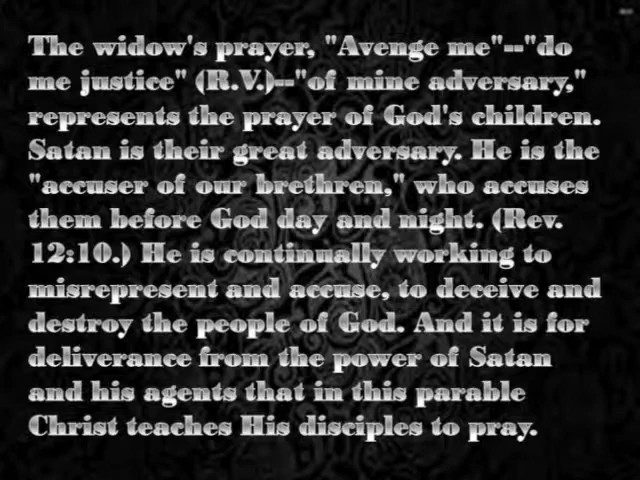 The widow's prayer, "Avenge me"--"do
me justice" (R.V.)--"of mine adversary,"
represents the prayer of God's children.
Satan is their great adversary. He is the
"accuser of our brethren," who accuses
them before God day and night. (Rev.
12:10.) He is continually working to
misrepresent and accuse, to deceive and
destroy the people of God. And it is for
deliverance from the power of Satan
and his agents that in this parable
Christ teaches His disciples to pray.